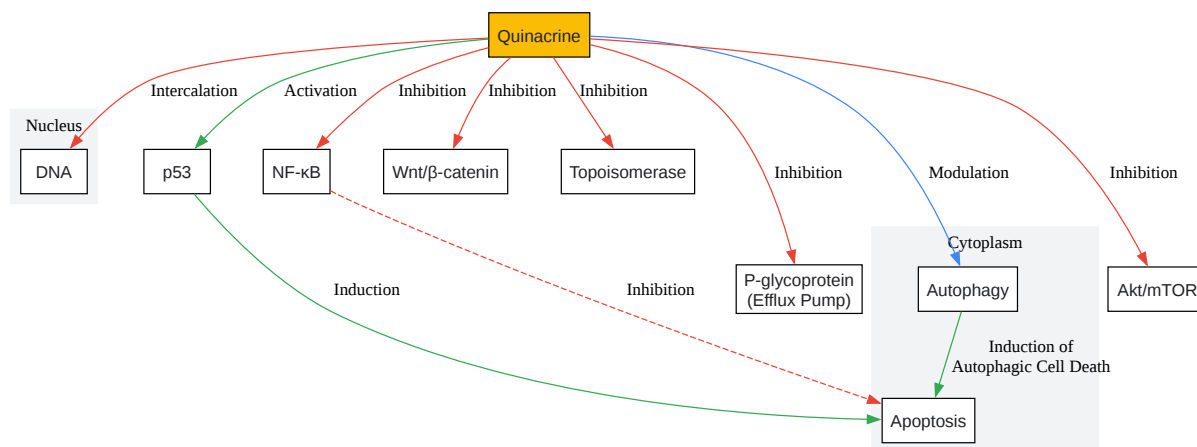 Quinacrine
Intercalation
Activation
Inhibition
Inhibition
Inhibition
Nucleus
DNA
p53
NF-κB
Wnt/β-catenin
Topoisomerase
Inhibition
Modulation
Inhibition
Cytoplasm
P-glycoprotein
(Efflux Pump)
Autophagy
Akt/mTOR
Induction
Inhibition
Induction of
Autophagic Cell Death
Apoptosis